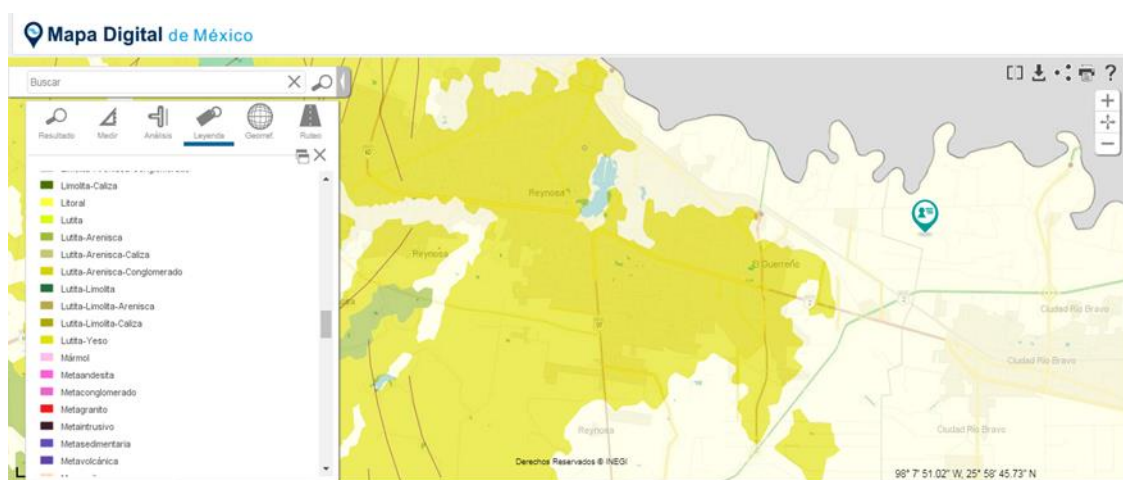 Mapa Digital de México
Buscar
Resultado Medir Análisis Leyenda Georref. Ruteo
Limolita-Caliza
Litoral
Lutita
Lutita-Arenisca
Lutita-Arenisca-Caliza
Lutita-Arenisca-Conglomerado
Lutita-Limolita
Lutita-Limolita-Arenisca
Lutita-Limolita-Caliza
Lutita-Yeso
Mármol
Metaandesita
Metaconglomerado
Metagranito
Metaintrusivo
Metasedimentaria
Metavolcánica
?
Reynosa
Reynosa
El Guerreño
2
Ciudad Río Bravo
Ciudad Río Bravo
Ciudad Río Bravo
Reynosa
Derechos Reservados © INEGI
98° 7' 51.02" W, 25° 58' 45.73" N